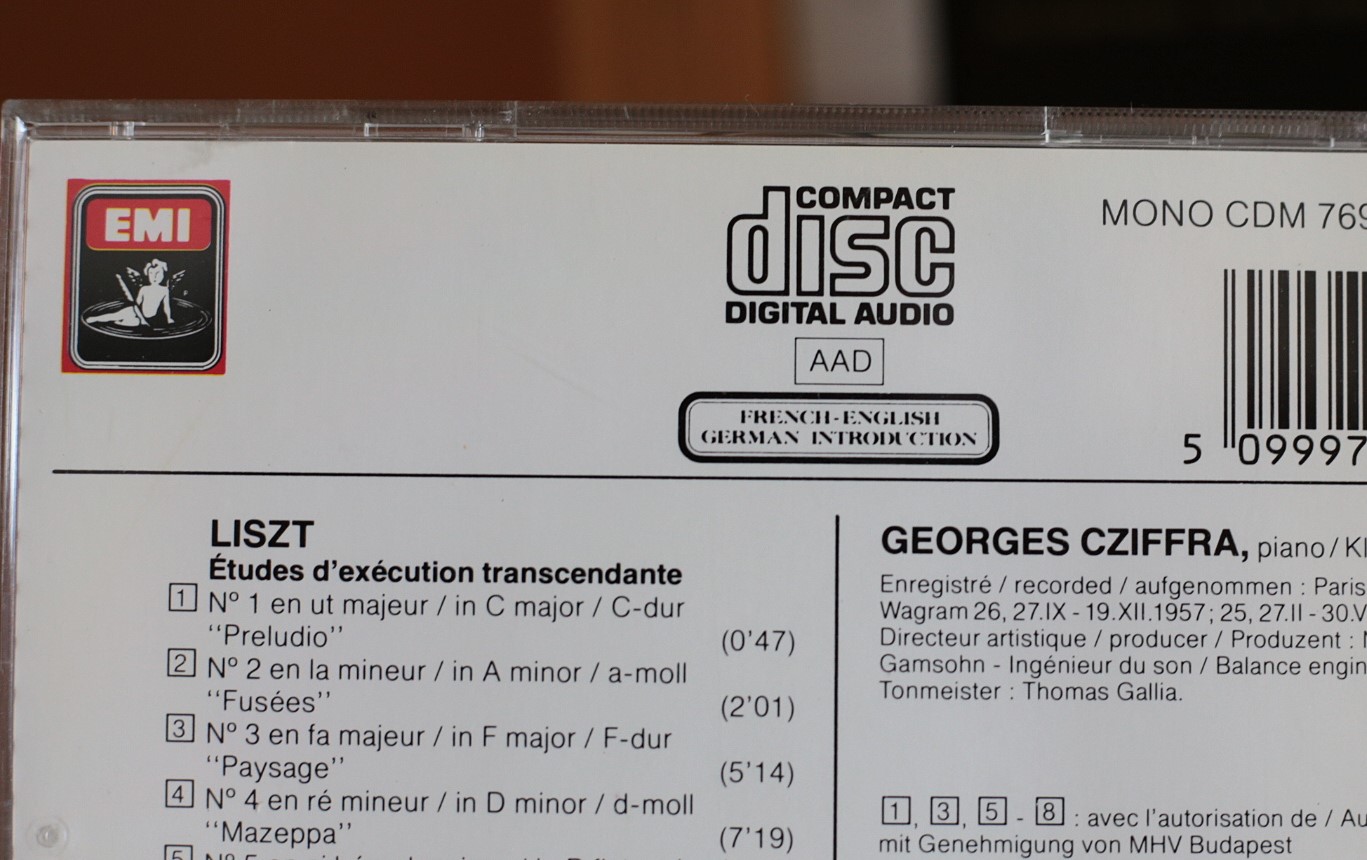 EMI
COMPACT
disc
DIGITAL AUDIO
AAD
FRENCH-ENGLISH
GERMAN INTRODUCTION
MONO CDM 769
5 09997
LISZT
Études d'exécution transcendante
1 Nº 1 en ut majeur / in C major / C-dur
‘‘Preludio’’ (0'47)
2 Nº 2 en la mineur / in A minor / a-moll
‘‘Fusées’’ (2'01)
3 Nº 3 en fa majeur / in F major / F-dur
‘‘Paysage’’ (5'14)
4 Nº 4 en ré mineur / in D minor / d-moll
‘‘Mazeppa’’ (7'19)
GEORGES CZIFFRA, piano / Kl
Enregistré / recorded / aufgenommen : Paris
Wagram 26, 27.IX - 19.XII.1957 ; 25, 27.II - 30.V
Directeur artistique / producer / Produzent :
Gamsohn - Ingénieur du son / Balance engin
Tonmeister : Thomas Gallia.
1, 3, 5 - 8 : avec l'autorisation de / Au
mit Genehmigung von MHV Budapest